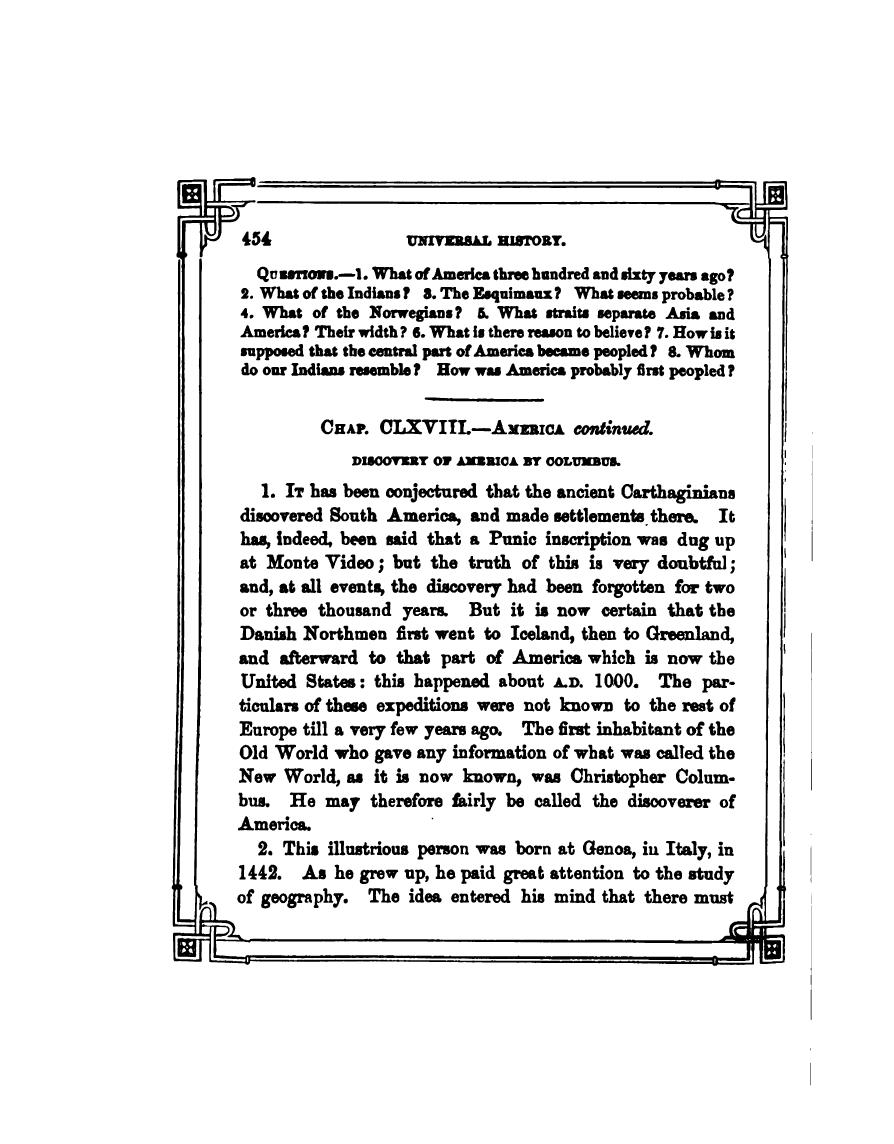 454 UNIVERSAL HISTORY.
QUESTIONS.—1. What of America three hundred and sixty years ago?
2. What of the Indians? 3. The Esquimaux? What seems probable?
4. What of the Norwegians? 5. What straits separate Asia and
America? Their width? 6. What is there reason to believe? 7. How is it
supposed that the central part of America became peopled? 8. Whom
do our Indians resemble? How was America probably first peopled?
CHAP. CLXVIII.—AMERICA continued.
DISCOVERY OF AMERICA BY COLUMBUS.
1. IT has been conjectured that the ancient Carthaginians
discovered South America, and made settlements there. It
has, indeed, been said that a Punic inscription was dug up
at Monte Video; but the truth of this is very doubtful;
and, at all events, the discovery had been forgotten for two
or three thousand years. But it is now certain that the
Danish Northmen first went to Iceland, then to Greenland,
and afterward to that part of America which is now the
United States: this happened about A.D. 1000. The par-
ticulars of these expeditions were not known to the rest of
Europe till a very few years ago. The first inhabitant of the
Old World who gave any information of what was called the
New World, as it is now known, was Christopher Colum-
bus. He may therefore fairly be called the discoverer of
America.
2. This illustrious person was born at Genoa, in Italy, in
1442. As he grew up, he paid great attention to the study
of geography. The idea entered his mind that there must